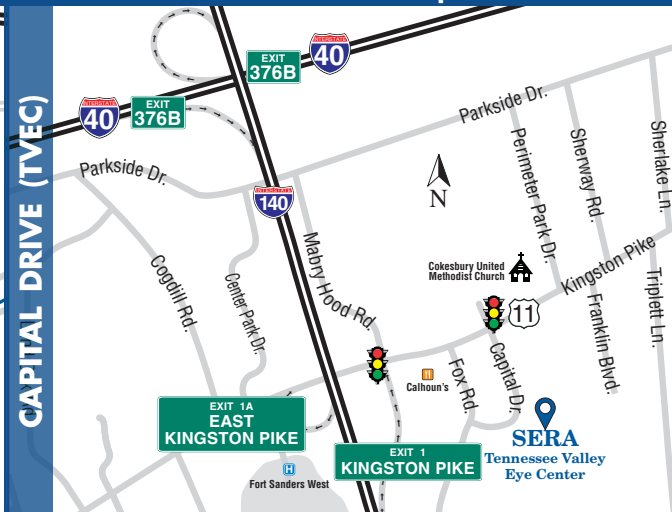 CAPITAL DRIVE (TVEC)
EXIT
376B
INTERSTATE
40
INTERSTATE
40
EXIT
376B
Parkside Dr.
Parkside Dr.
INTERSTATE
140
N
Perimeter Park Dr.
Sherway Rd.
Sherlake Ln.
Cogdill Rd.
Center Park Dr.
Mabry Hood Rd.
Cokesbury United
Methodist Church
Kingston Pike
11
Franklin Blvd.
Triplett Ln.
Calhoun's
Fox Rd.
Capital Dr.
EXIT 1A
EAST
KINGSTON PIKE
EXIT 1
KINGSTON PIKE
H
Fort Sanders West
SERA
Tennessee Valley
Eye Center